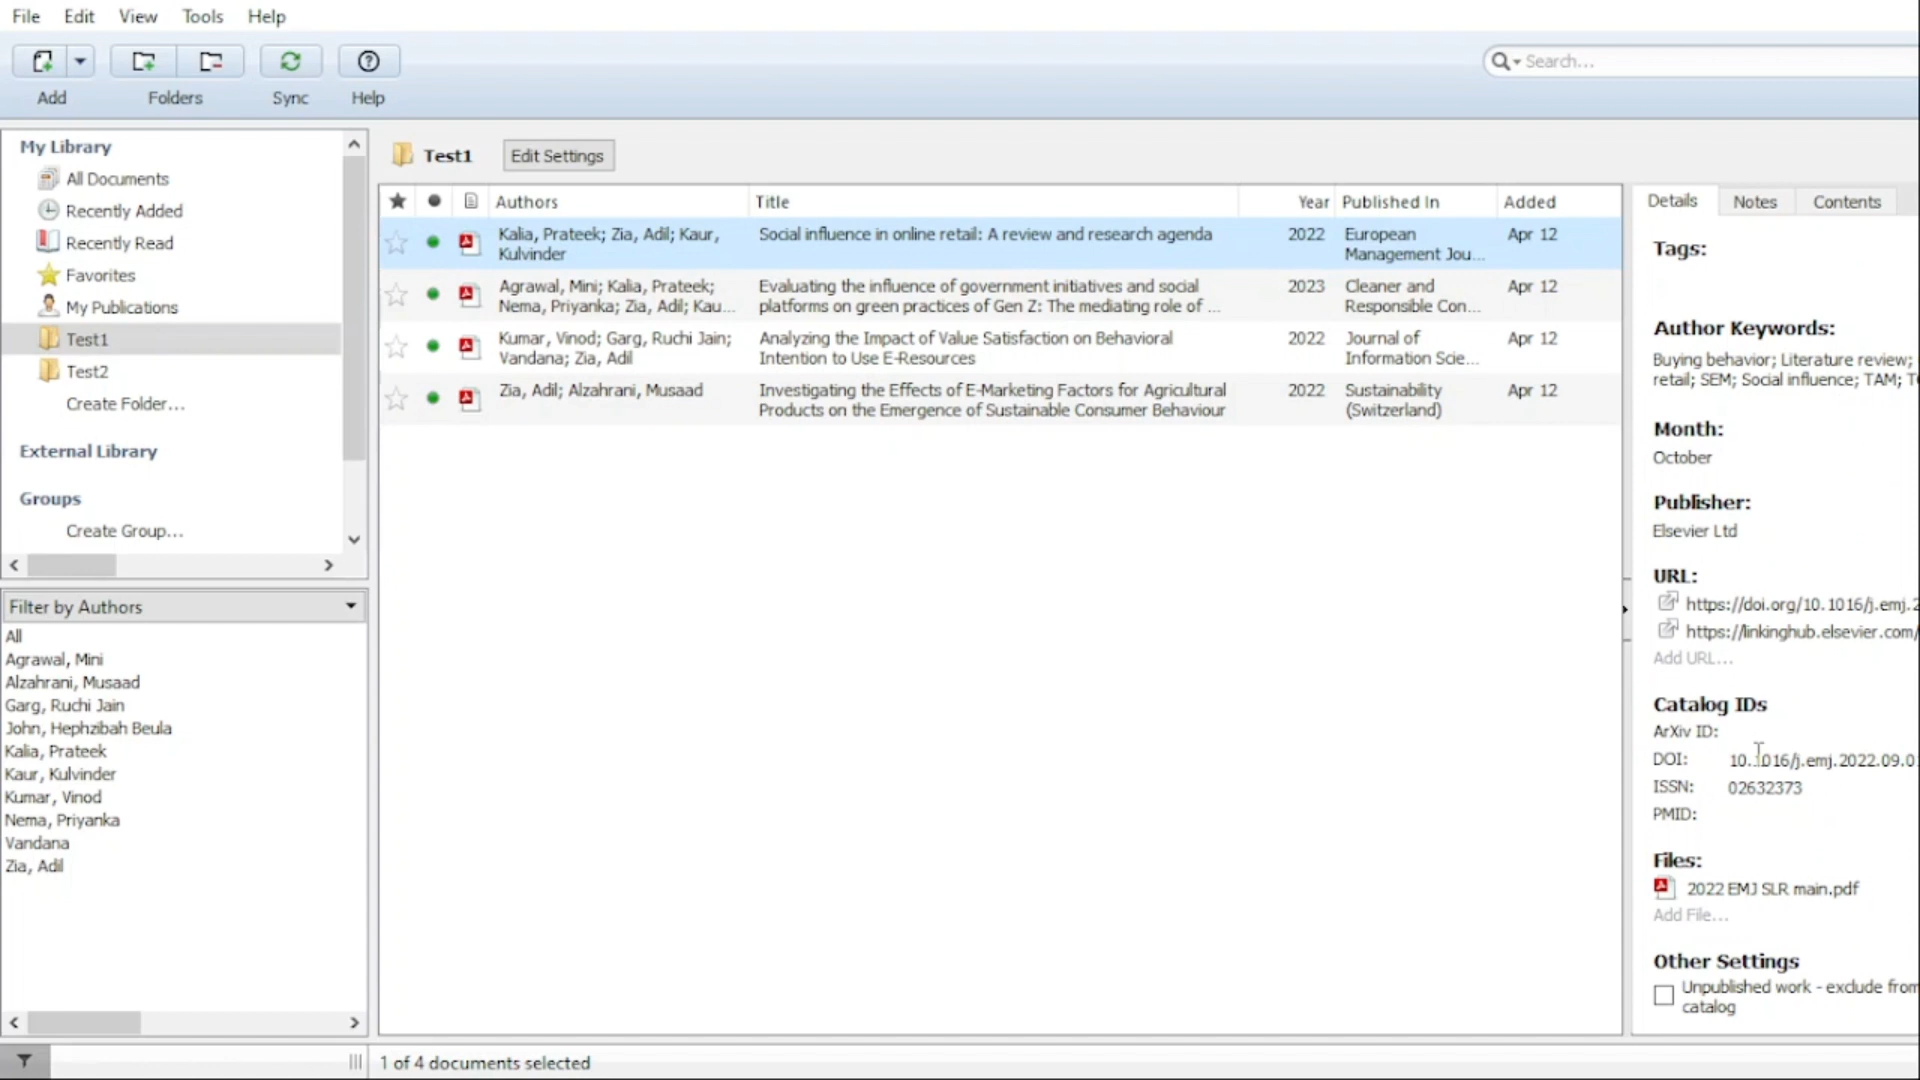 File Edit View Tools Help
Add Folders Sync Help
Search...
My Library
All Documents
Recently Added
Recently Read
Favorites
My Publications
Test1
Test2
Create Folder...
External Library
Groups
Create Group...
Filter by Authors
All
Agrawal, Mini
Alzahrani, Musaad
Garg, Ruchi Jain
John, Hephzibah Beula
Kalia, Prateek
Kaur, Kulvinder
Kumar, Vinod
Nema, Priyanka
Vandana
Zia, Adil
Test1 Edit Settings
Authors Title Year Published In Added
Kalia, Prateek; Zia, Adil; Kaur, Social influence in online retail: A review and research agenda 2022 European Apr 12
Kulvinder Management Jou...
Agrawal, Mini; Kalia, Prateek; Evaluating the influence of government initiatives and social 2023 Cleaner and Apr 12
Nema, Priyanka; Zia, Adil; Kau... platforms on green practices of Gen Z: The mediating role of ... Responsible Con...
Kumar, Vinod; Garg, Ruchi Jain; Analyzing the Impact of Value Satisfaction on Behavioral 2022 Journal of Apr 12
Vandana; Zia, Adil Intention to Use E-Resources Information Scie...
Zia, Adil; Alzahrani, Musaad Investigating the Effects of E-Marketing Factors for Agricultural 2022 Sustainability Apr 12
Products on the Emergence of Sustainable Consumer Behaviour (Switzerland)
1 of 4 documents selected
Details Notes Contents
Tags:
Author Keywords:
Buying behavior; Literature review;
retail; SEM; Social influence; TAM;
Month:
October
Publisher:
Elsevier Ltd
URL:
https://doi.org/10.1016/j.emj.2
https://linkinghub.elsevier.com/
Add URL...
Catalog IDs
ArXiv ID:
DOI: 10.1016/j.emj.2022.09.0
ISSN: 02632373
PMID:
Files:
2022 EMJ SLR main.pdf
Add File...
Other Settings
Unpublished work - exclude from
catalog